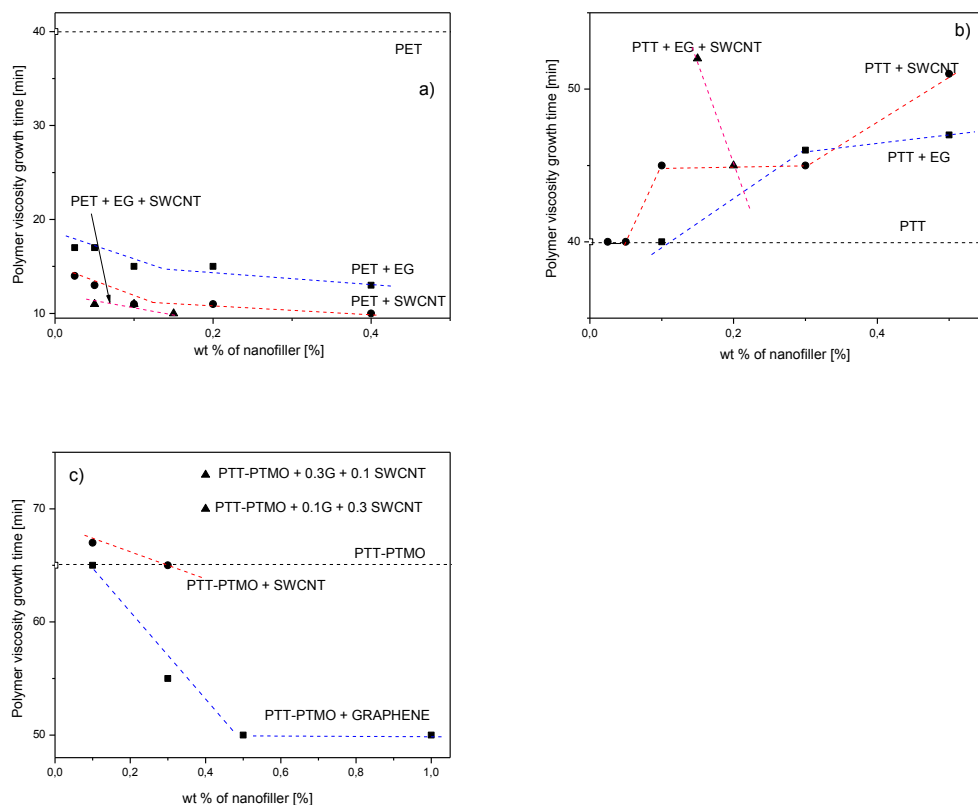 40
PET
a)
30
Polymer viscosity growth time [min]
PET + EG + SWCNT
20
PET + EG
PET + SWCNT
10
0,0 0,2 0,4
wt % of nanofiller [%]
b)
PTT + EG + SWCNT
PTT + SWCNT
50
Polymer viscosity growth time [min]
PTT + EG
PTT
40
0,0 0,2 0,4
wt % of nanofiller [%]
c)
PTT-PTMO + 0.3G + 0.1 SWCNT
PTT-PTMO + 0.1G + 0.3 SWCNT
70
Polymer viscosity growth time [min]
PTT-PTMO
PTT-PTMO + SWCNT
60
PTT-PTMO + GRAPHENE
50
0,0 0,2 0,4 0,6 0,8 1,0
wt % of nanofiller [%]